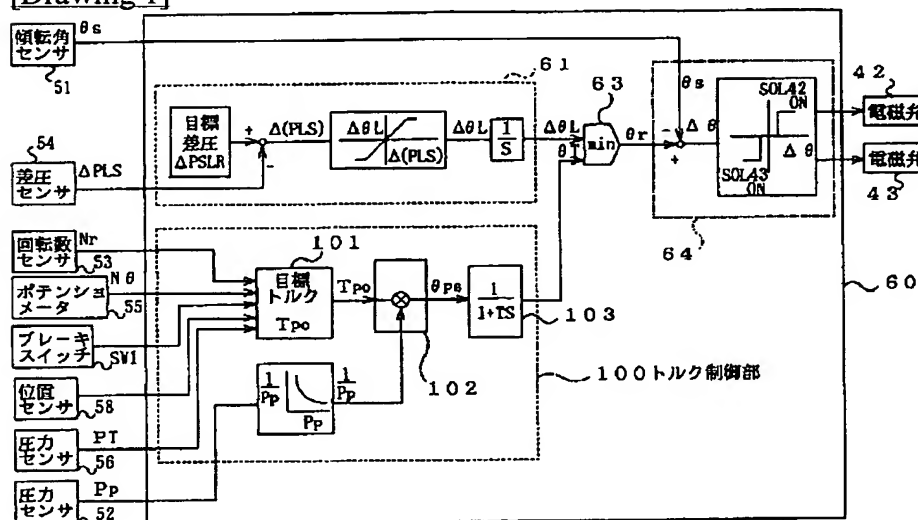 [Drawing 1]
傾転角
センサ
51
θs
61
63
θs
42
電磁弁
SOL42
ON
Δθ
-
+
Δθ
SOL43
ON
電磁弁
43
64
目標
差圧
ΔPSLR
+
-
Δ(PLS)
ΔθL
Δ(PLS)
ΔθL
1
S
ΔθL
min
θr
54
差圧
センサ
ΔPLS
回転数
センサ
Nr
53
ポテンショ
メータ
Nθ
55
ブレーキ
スイッチ
SW1
位置
センサ
58
圧力
センサ
PT
56
圧力
センサ
Pp
52
101
目標
トルク
Tpo
Tpo
θps
102
1
1+TS
103
1
Pp
Pp
1
Pp
100トルク制御部
60